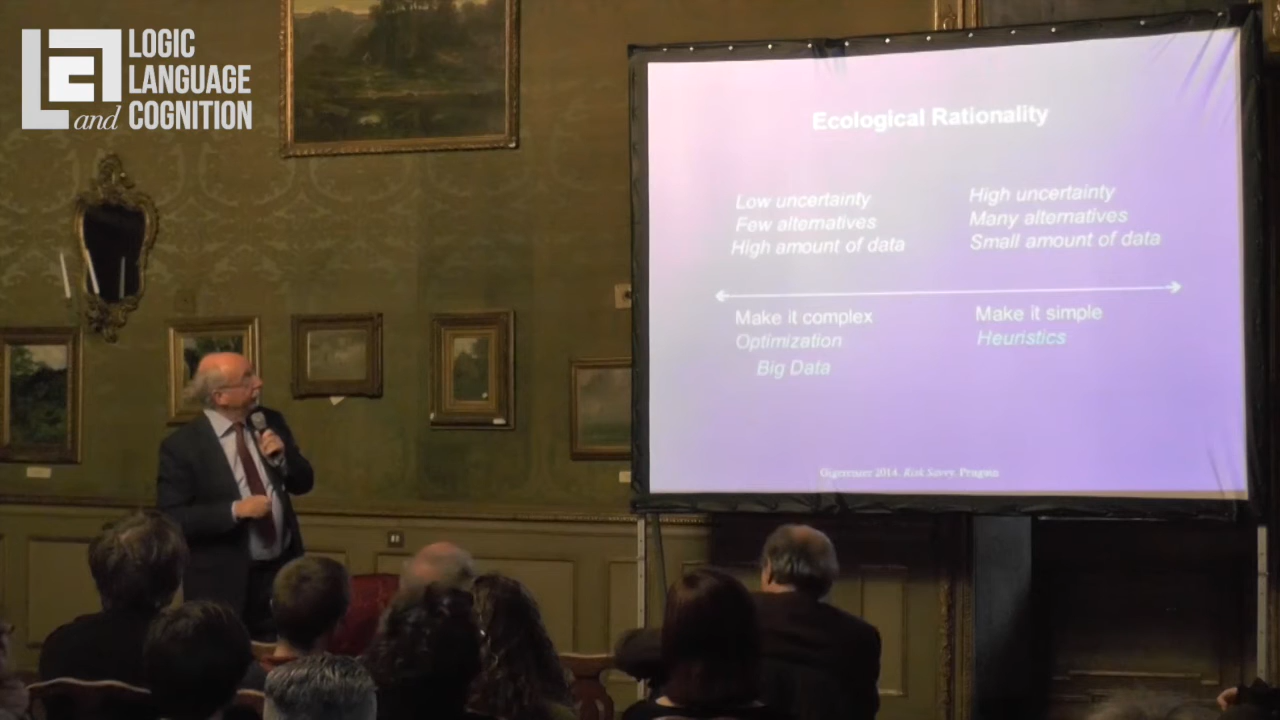 LOGIC
LANGUAGE
and COGNITION
Ecological Rationality
Low uncertainty
Few alternatives
High amount of data
High uncertainty
Many alternatives
Small amount of data
Make it complex
Optimization
Big Data
Make it simple
Heuristics
Gigerenzer 2014. Risk Savvy. Penguin